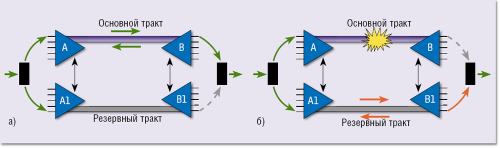 Основной тракт
A
B
A1
B1
Резервный тракт
а)
Основной тракт
A
B
A1
B1
Резервный тракт
б)